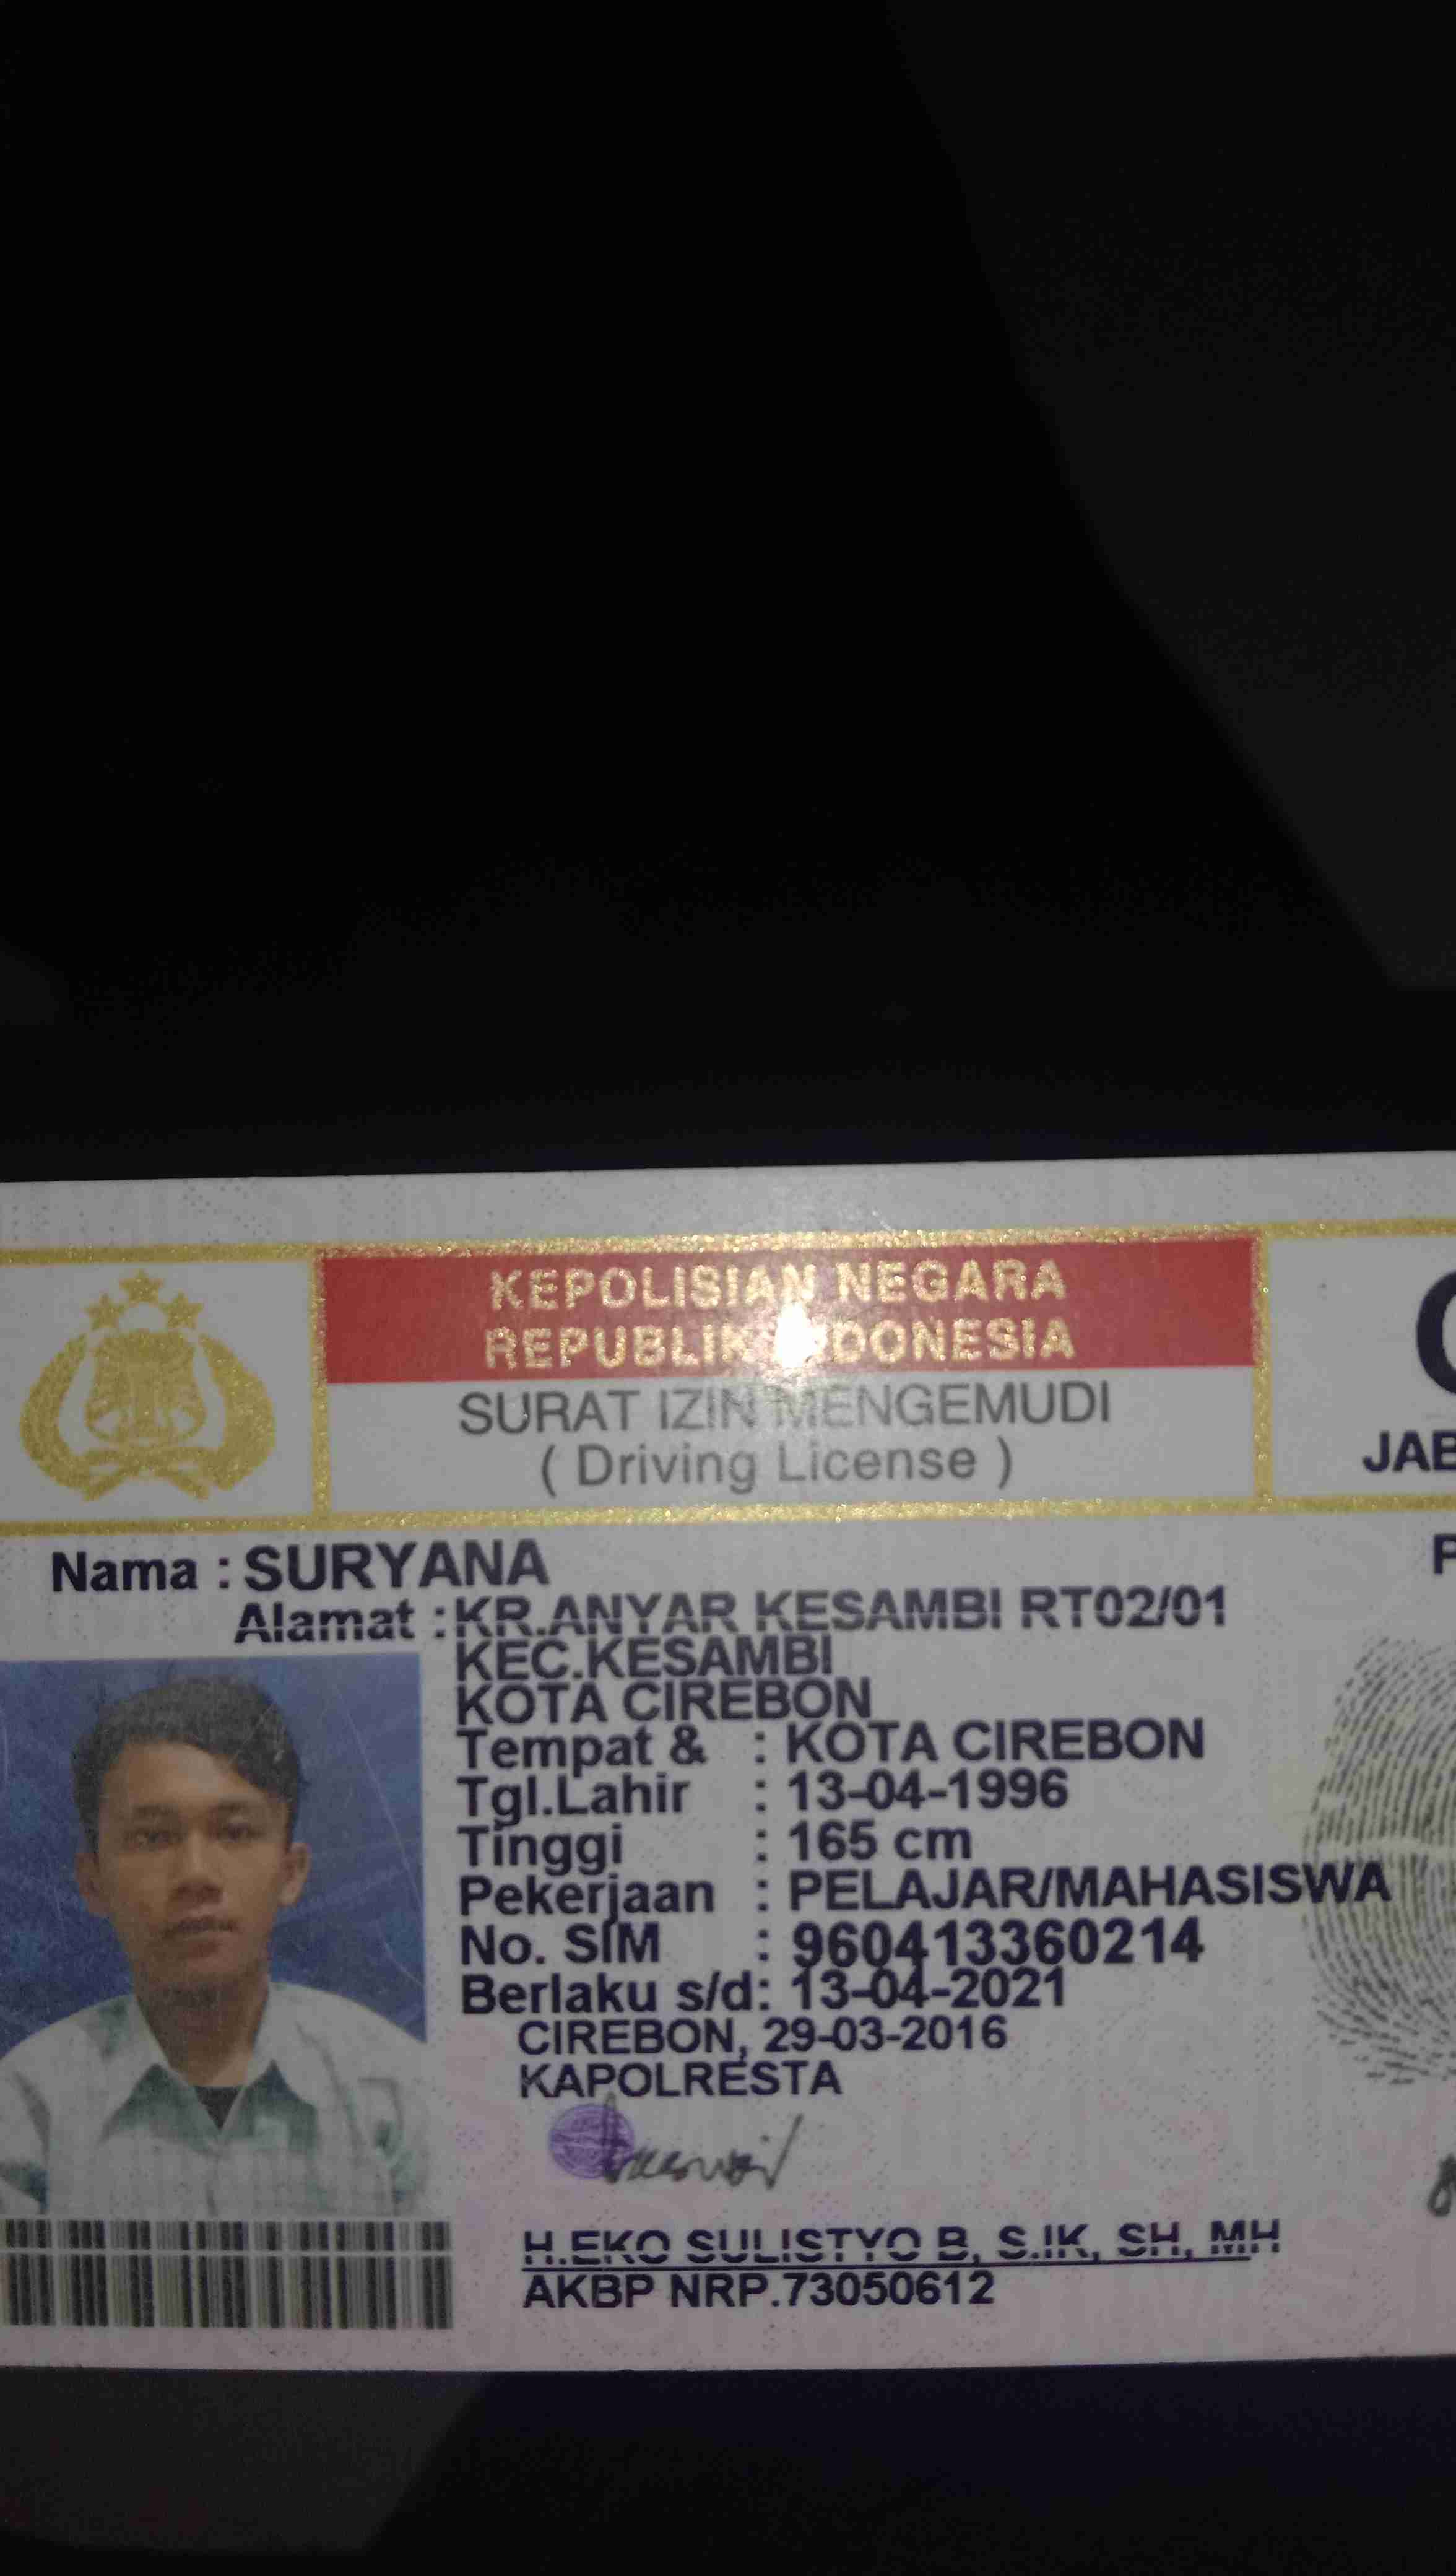 KEPOLISIAN NEGARA
REPUBLIK INDONESIA
SURAT IZIN MENGEMUDI
( Driving License )
JAB
Nama : SURYANA
Alamat : KR.ANYAR KESAMBI RT02/01
KEC.KESAMBI
KOTA CIREBON
Tempat & : KOTA CIREBON
Tgl.Lahir : 13-04-1996
Tinggi : 165 cm
Pekerjaan : PELAJAR/MAHASISWA
No. SIM : 960413360214
Berlaku s/d: 13-04-2021
CIREBON, 29-03-2016
KAPOLRESTA
H.EKO SULISTYO B, S.IK, SH, MH
AKBP NRP.73050612